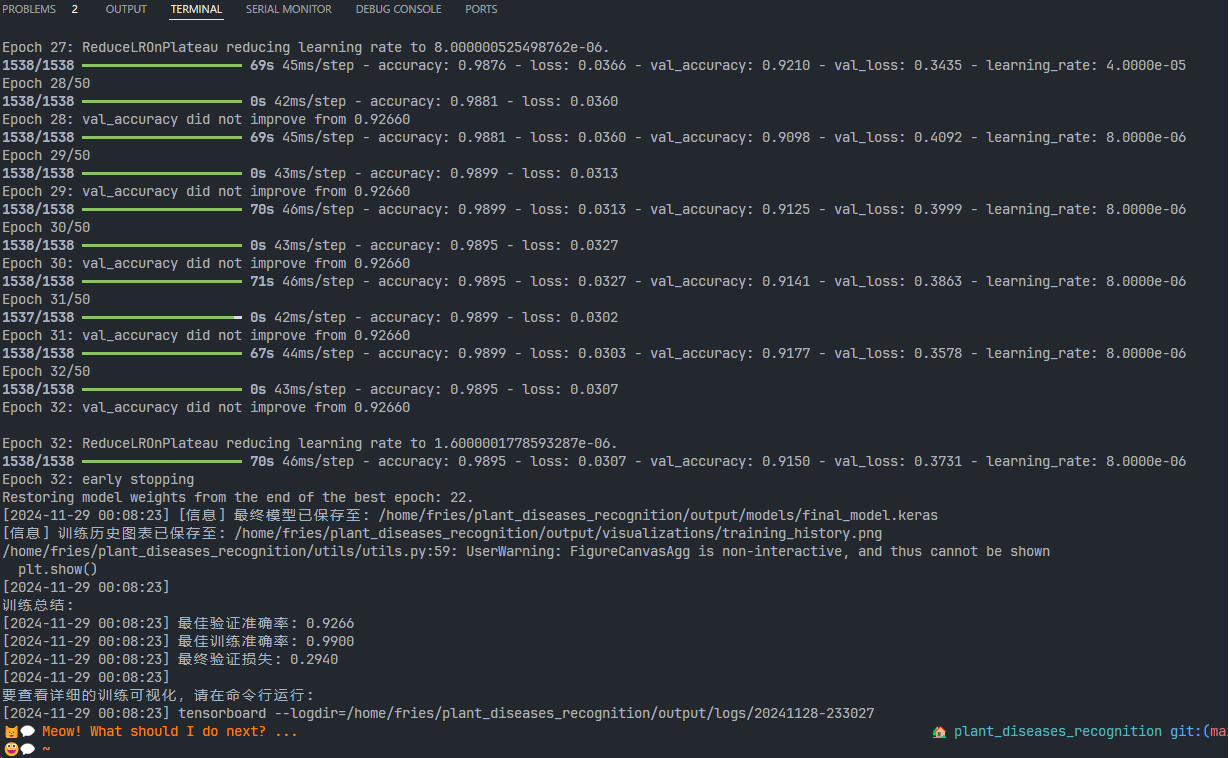 PROBLEMS 2 OUTPUT TERMINAL SERIAL MONITOR DEBUG CONSOLE PORTS
Epoch 27: ReduceLROnPlateau reducing learning rate to 8.000000525498762e-06.
1538/1538 69s 45ms/step - accuracy: 0.9876 - loss: 0.0366 - val_accuracy: 0.9210 - val_loss: 0.3435 - learning_rate: 4.0000e-05
Epoch 28/50
1538/1538 0s 42ms/step - accuracy: 0.9881 - loss: 0.0360
Epoch 28: val_accuracy did not improve from 0.92660
1538/1538 69s 45ms/step - accuracy: 0.9881 - loss: 0.0360 - val_accuracy: 0.9098 - val_loss: 0.4092 - learning_rate: 8.0000e-06
Epoch 29/50
1538/1538 0s 43ms/step - accuracy: 0.9899 - loss: 0.0313
Epoch 29: val_accuracy did not improve from 0.92660
1538/1538 70s 46ms/step - accuracy: 0.9899 - loss: 0.0313 - val_accuracy: 0.9125 - val_loss: 0.3999 - learning_rate: 8.0000e-06
Epoch 30/50
1538/1538 0s 43ms/step - accuracy: 0.9895 - loss: 0.0327
Epoch 30: val_accuracy did not improve from 0.92660
1538/1538 71s 46ms/step - accuracy: 0.9895 - loss: 0.0327 - val_accuracy: 0.9141 - val_loss: 0.3863 - learning_rate: 8.0000e-06
Epoch 31/50
1537/1538 0s 42ms/step - accuracy: 0.9899 - loss: 0.0302
Epoch 31: val_accuracy did not improve from 0.92660
1538/1538 67s 44ms/step - accuracy: 0.9899 - loss: 0.0303 - val_accuracy: 0.9177 - val_loss: 0.3578 - learning_rate: 8.0000e-06
Epoch 32/50
1538/1538 0s 43ms/step - accuracy: 0.9895 - loss: 0.0307
Epoch 32: val_accuracy did not improve from 0.92660
Epoch 32: ReduceLROnPlateau reducing learning rate to 1.6000001778593287e-06.
1538/1538 70s 46ms/step - accuracy: 0.9895 - loss: 0.0307 - val_accuracy: 0.9150 - val_loss: 0.3731 - learning_rate: 8.0000e-06
Epoch 32: early stopping
Restoring model weights from the end of the best epoch: 22.
[2024-11-29 00:08:23] [信息] 最终模型已保存至: /home/fries/plant_diseases_recognition/output/models/final_model.keras
[信息] 训练历史图表已保存至: /home/fries/plant_diseases_recognition/output/visualizations/training_history.png
/home/fries/plant_diseases_recognition/utils/utils.py:59: UserWarning: FigureCanvasAgg is non-interactive, and thus cannot be shown
plt.show()
[2024-11-29 00:08:23]
训练总结:
[2024-11-29 00:08:23] 最佳验证准确率: 0.9266
[2024-11-29 00:08:23] 最佳训练准确率: 0.9900
[2024-11-29 00:08:23] 最终验证损失: 0.2940
[2024-11-29 00:08:23]
要查看详细的训练可视化，请在命令行运行:
[2024-11-29 00:08:23] tensorboard --logdir=/home/fries/plant_diseases_recognition/output/logs/20241128-233027
Meow! What should I do next? ... plant_diseases_recognition git:(ma
~